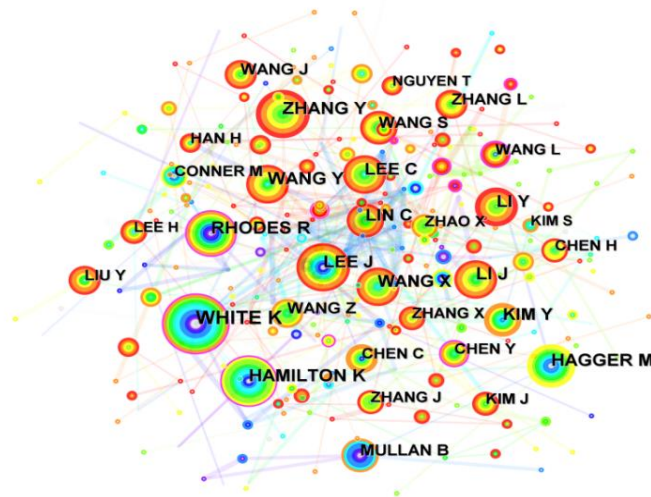 WANG J
NGUYEN T
ZHANG Y
ZHANG L
WANG S
HAN H
WANG L
CONNER M
LEE C
WANG Y
LI Y
LEE H
RHODES R
LIN C
ZHAO X
KIM S
CHEN H
LEE J
LIU Y
WANG X
LI J
WHITE K
WANG Z
ZHANG X
KIM Y
CHEN C
CHEN Y
HAGGER M
HAMILTON K
ZHANG J
KIM J
MULLAN B